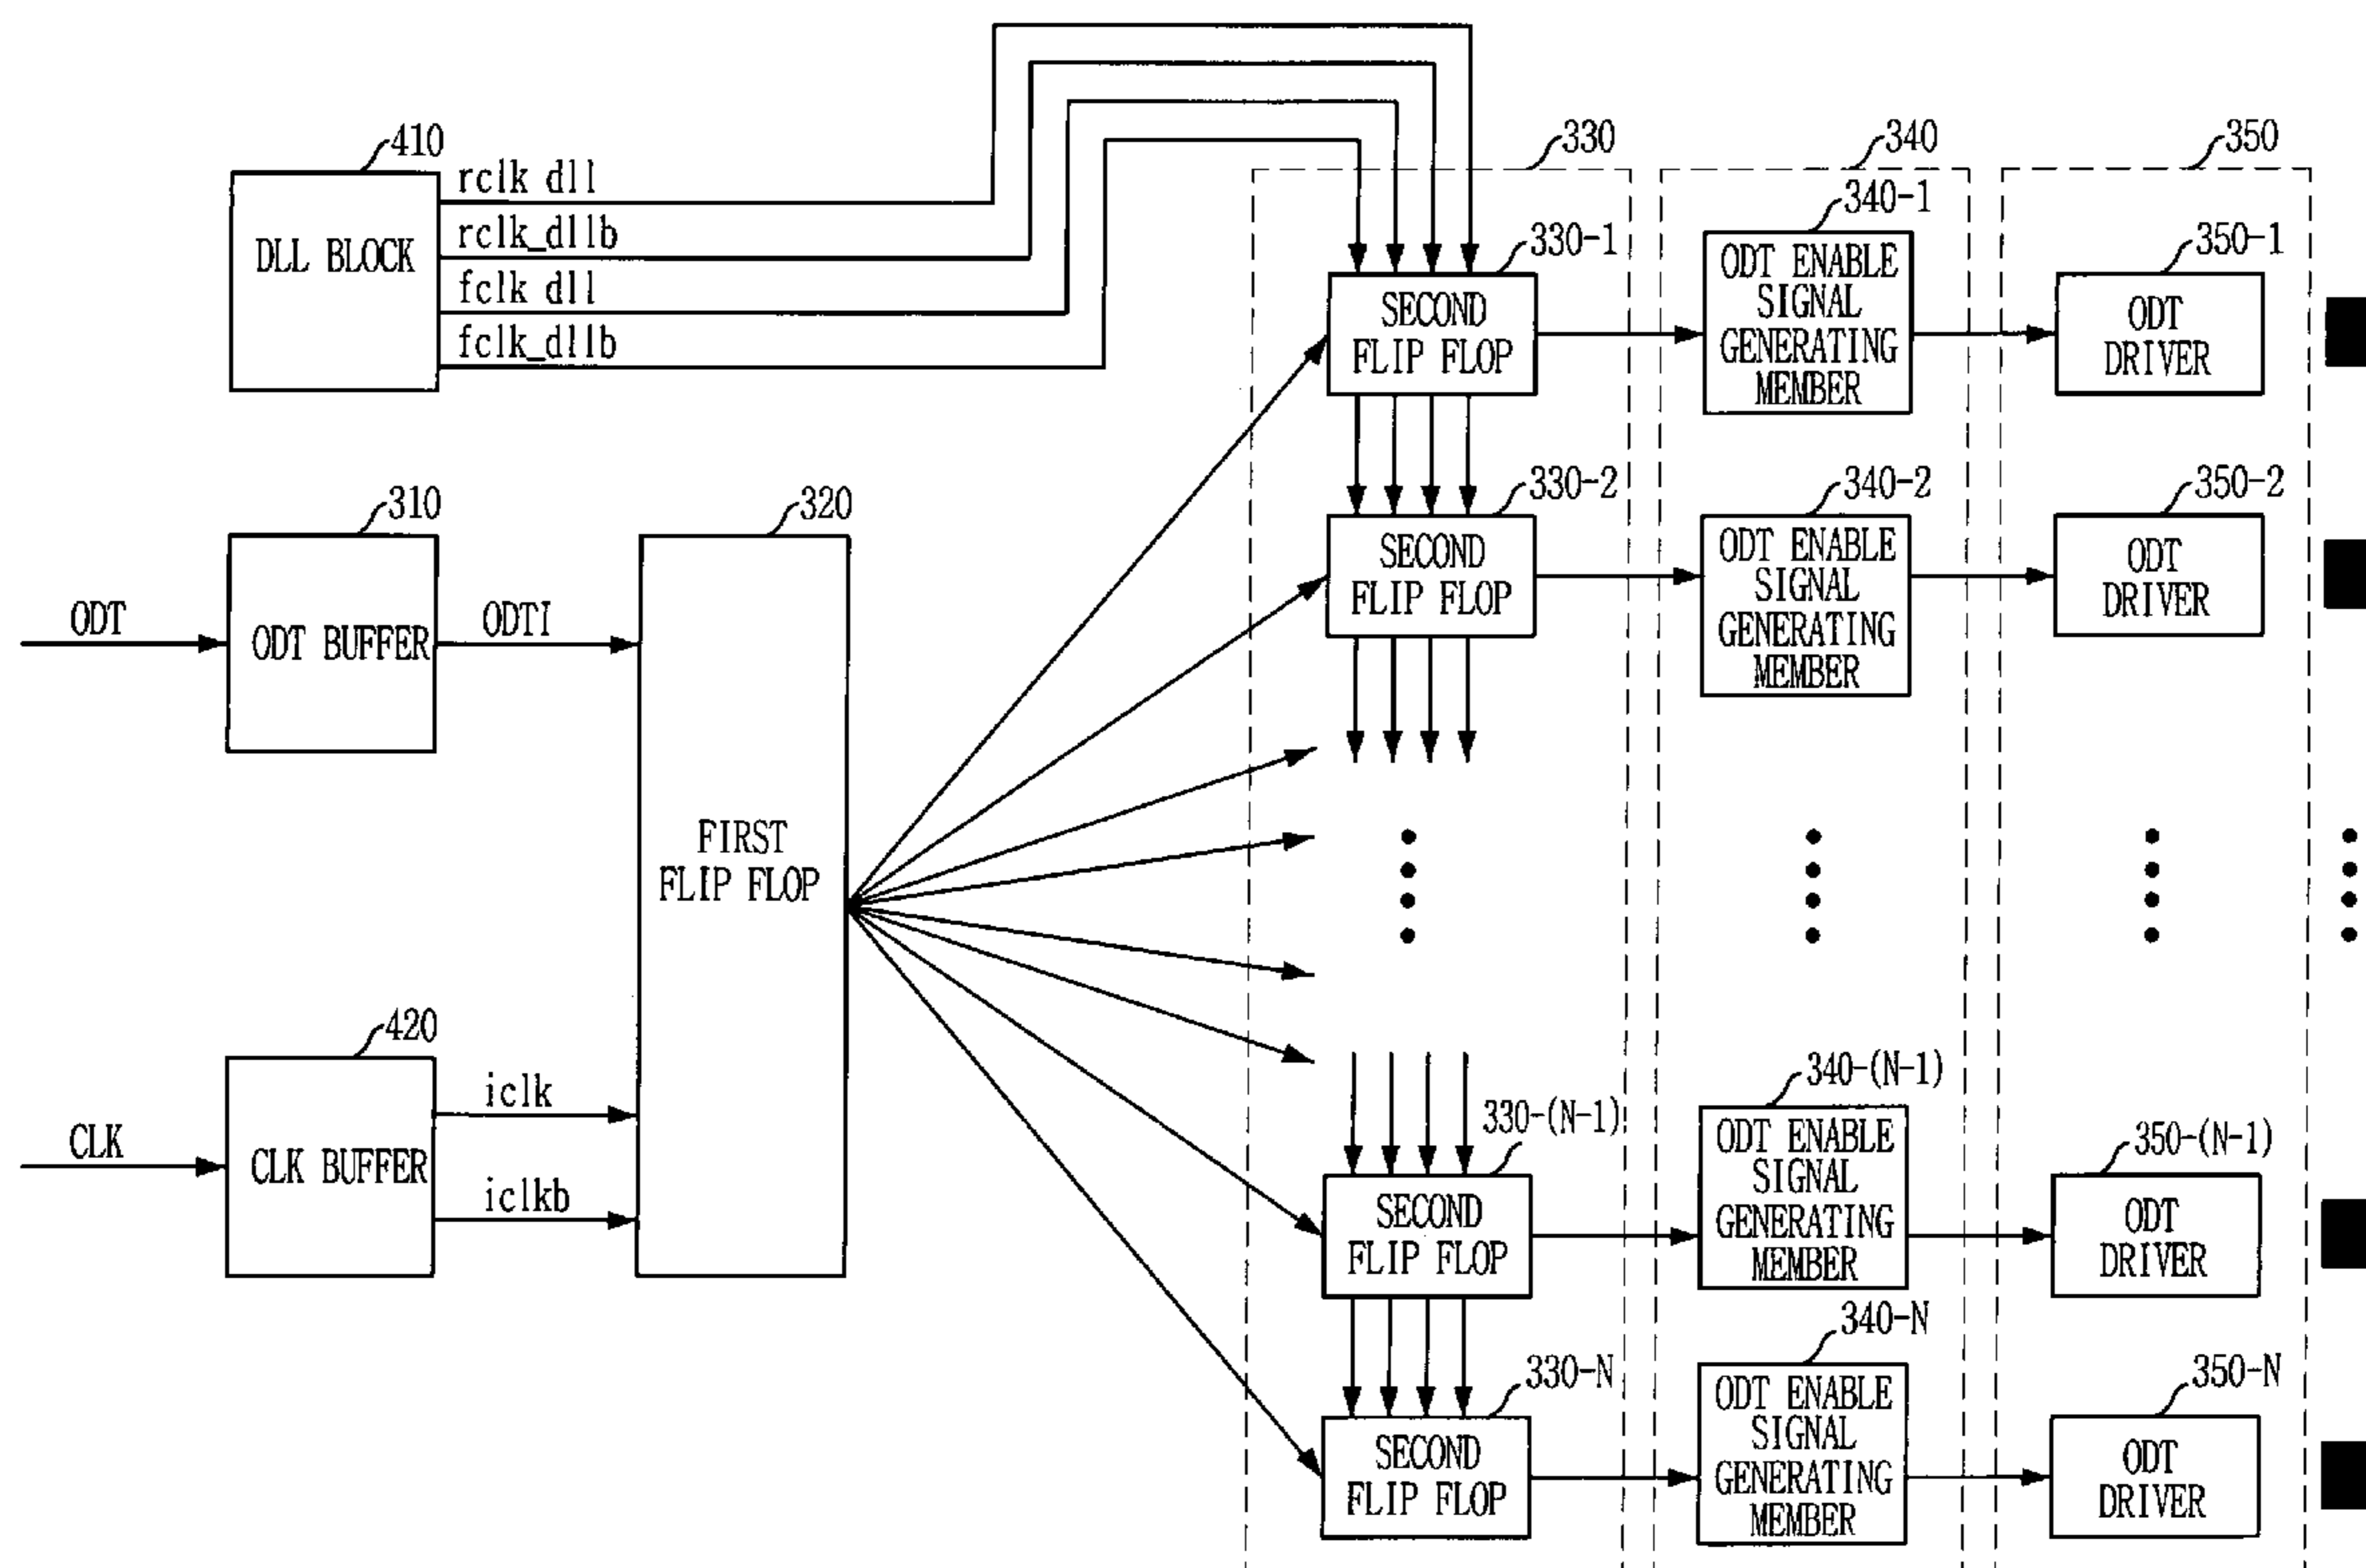 410
rclk dll
rclk_dllb
fclk dll
fclk_dllb
DLL BLOCK
330
340
350
330-1
SECOND
FLIP FLOP
340-1
ODT ENABLE
SIGNAL
GENERATING
MEMBER
350-1
ODT
DRIVER
330-2
SECOND
FLIP FLOP
340-2
ODT ENABLE
SIGNAL
GENERATING
MEMBER
350-2
ODT
DRIVER
310
ODT
ODT BUFFER
ODTI
320
FIRST
FLIP FLOP
420
CLK
CLK BUFFER
iclk
iclkb
330-(N-1)
SECOND
FLIP FLOP
340-(N-1)
ODT ENABLE
SIGNAL
GENERATING
MEMBER
350-(N-1)
ODT
DRIVER
330-N
SECOND
FLIP FLOP
340-N
ODT ENABLE
SIGNAL
GENERATING
MEMBER
350-N
ODT
DRIVER